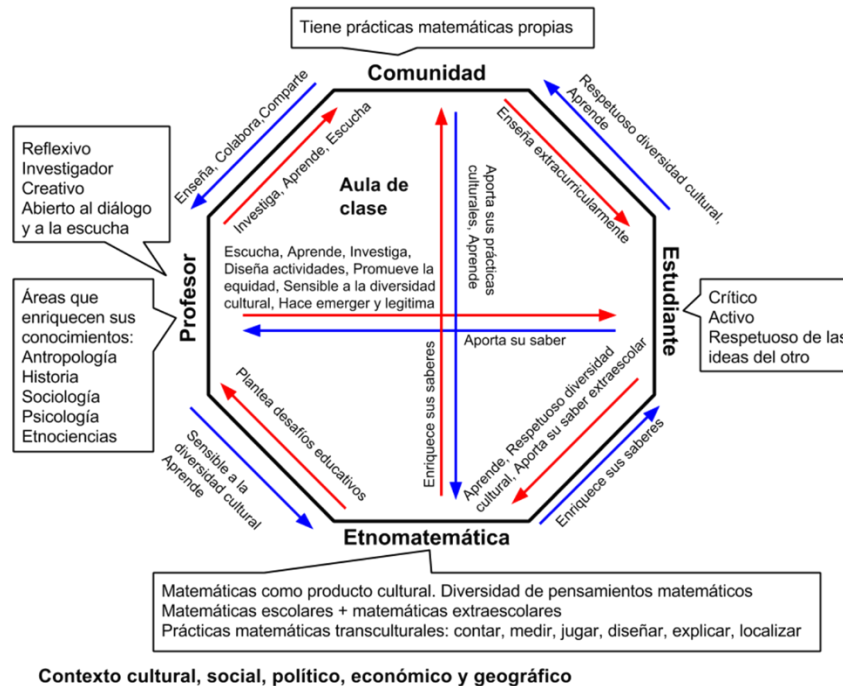 Tiene prácticas matemáticas propias
Comunidad
Enseña, Colabora,Comparte
Investiga, Aprende, Escucha
Respetuoso diversidad cultural,
Aprende
Enseña extracurricularmente
Reflexivo
Investigador
Creativo
Abierto al diálogo
y a la escucha
Aula de
clase
Aporta sus prácticas
culturales, Aprende
Profesor
Escucha, Aprende, Investiga,
Diseña actividades, Promueve la
equidad, Sensible a la diversidad
cultural, Hace emerger y legitima
Estudiante
Áreas que
enriquecen sus
conocimientos:
Antropología
Historia
Sociología
Psicología
Etnociencias
Crítico
Activo
Respetuoso de las
ideas del otro
Aporta su saber
Enriquece sus saberes
Plantea desafíos educativos
Sensible a la
diversidad cultural
Aprende
Aprende, Respetuoso diversidad
cultural, Aporta su saber extraescolar
Enriquece sus saberes
Etnomatemática
Matemáticas como producto cultural. Diversidad de pensamientos matemáticos
Matemáticas escolares + matemáticas extraescolares
Prácticas matemáticas transculturales: contar, medir, jugar, diseñar, explicar, localizar
Contexto cultural, social, político, económico y geográfico